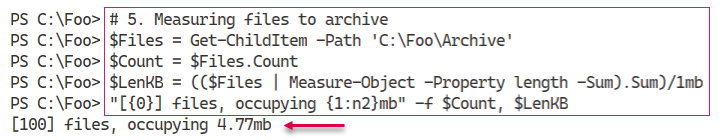 PS C:\Foo> # 5. Measuring files to archive
PS C:\Foo> $Files = Get-ChildItem -Path 'C:\Foo\Archive'
PS C:\Foo> $Count = $Files.Count
PS C:\Foo> $LenKB = (($Files | Measure-Object -Property length -Sum).Sum)/1mb
PS C:\Foo> "[{0}] files, occupying {1:n2}mb" -f $Count, $LenKB
[100] files, occupying 4.77mb